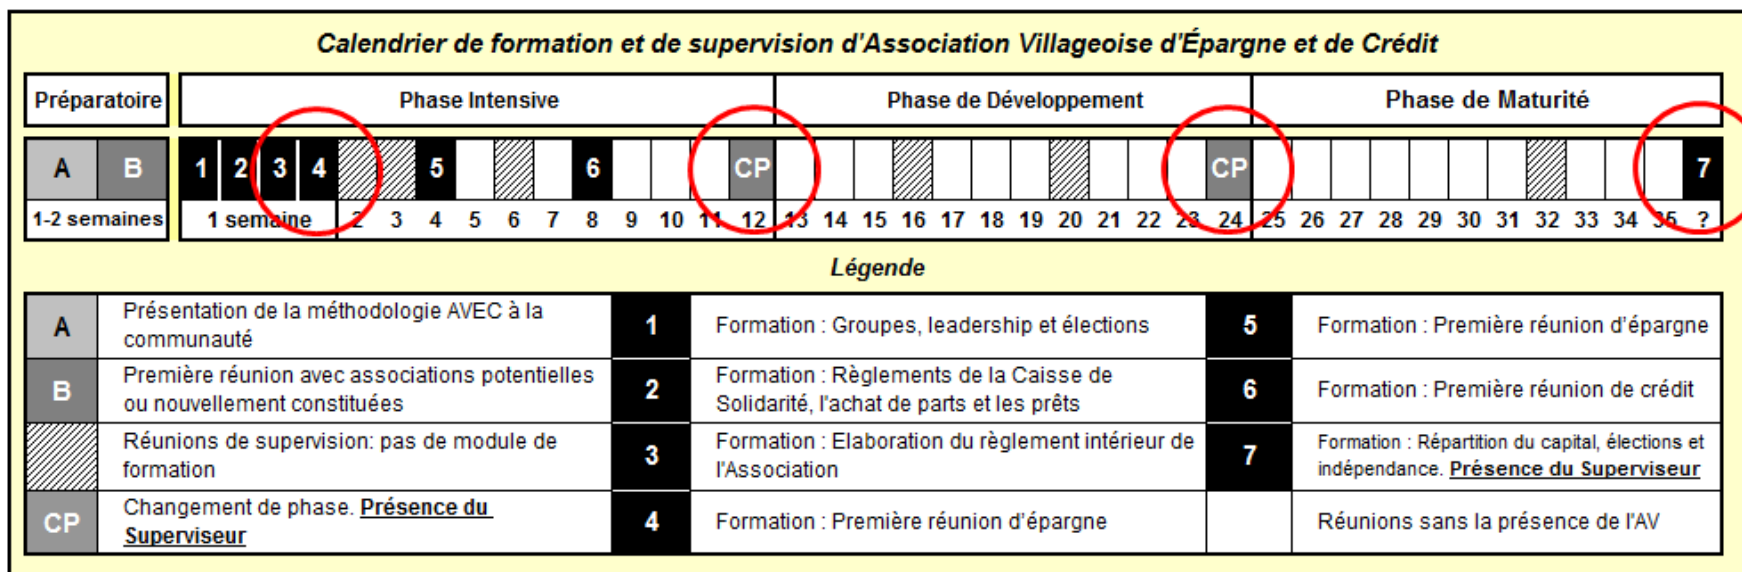 Calendrier de formation et de supervision d'Association Villageoise d'Épargne et de Crédit
Préparatoire Phase Intensive Phase de Développement Phase de Maturité
A B 1 2 3 4 5 6 CP CP 7
1-2 semaines 1 semaine 2 3 4 5 6 7 8 9 10 11 12 13 14 15 16 17 18 19 20 21 22 23 24 25 26 27 28 29 30 31 32 33 34 35 ?
Légende
A Présentation de la méthodologie AVEC à la
communauté
1 Formation : Groupes, leadership et élections
5 Formation : Première réunion d'épargne
B Première réunion avec associations potentielles
ou nouvellement constituées
2 Formation : Règlements de la Caisse de
Solidarité, l'achat de parts et les prêts
6 Formation : Première réunion de crédit
Réunions de supervision: pas de module de
formation
3 Formation : Elaboration du règlement intérieur de
l'Association
7 Formation : Répartition du capital, élections et
indépendance. Présence du Superviseur
CP Changement de phase. Présence du
Superviseur
4 Formation : Première réunion d'épargne
Réunions sans la présence de l'AV